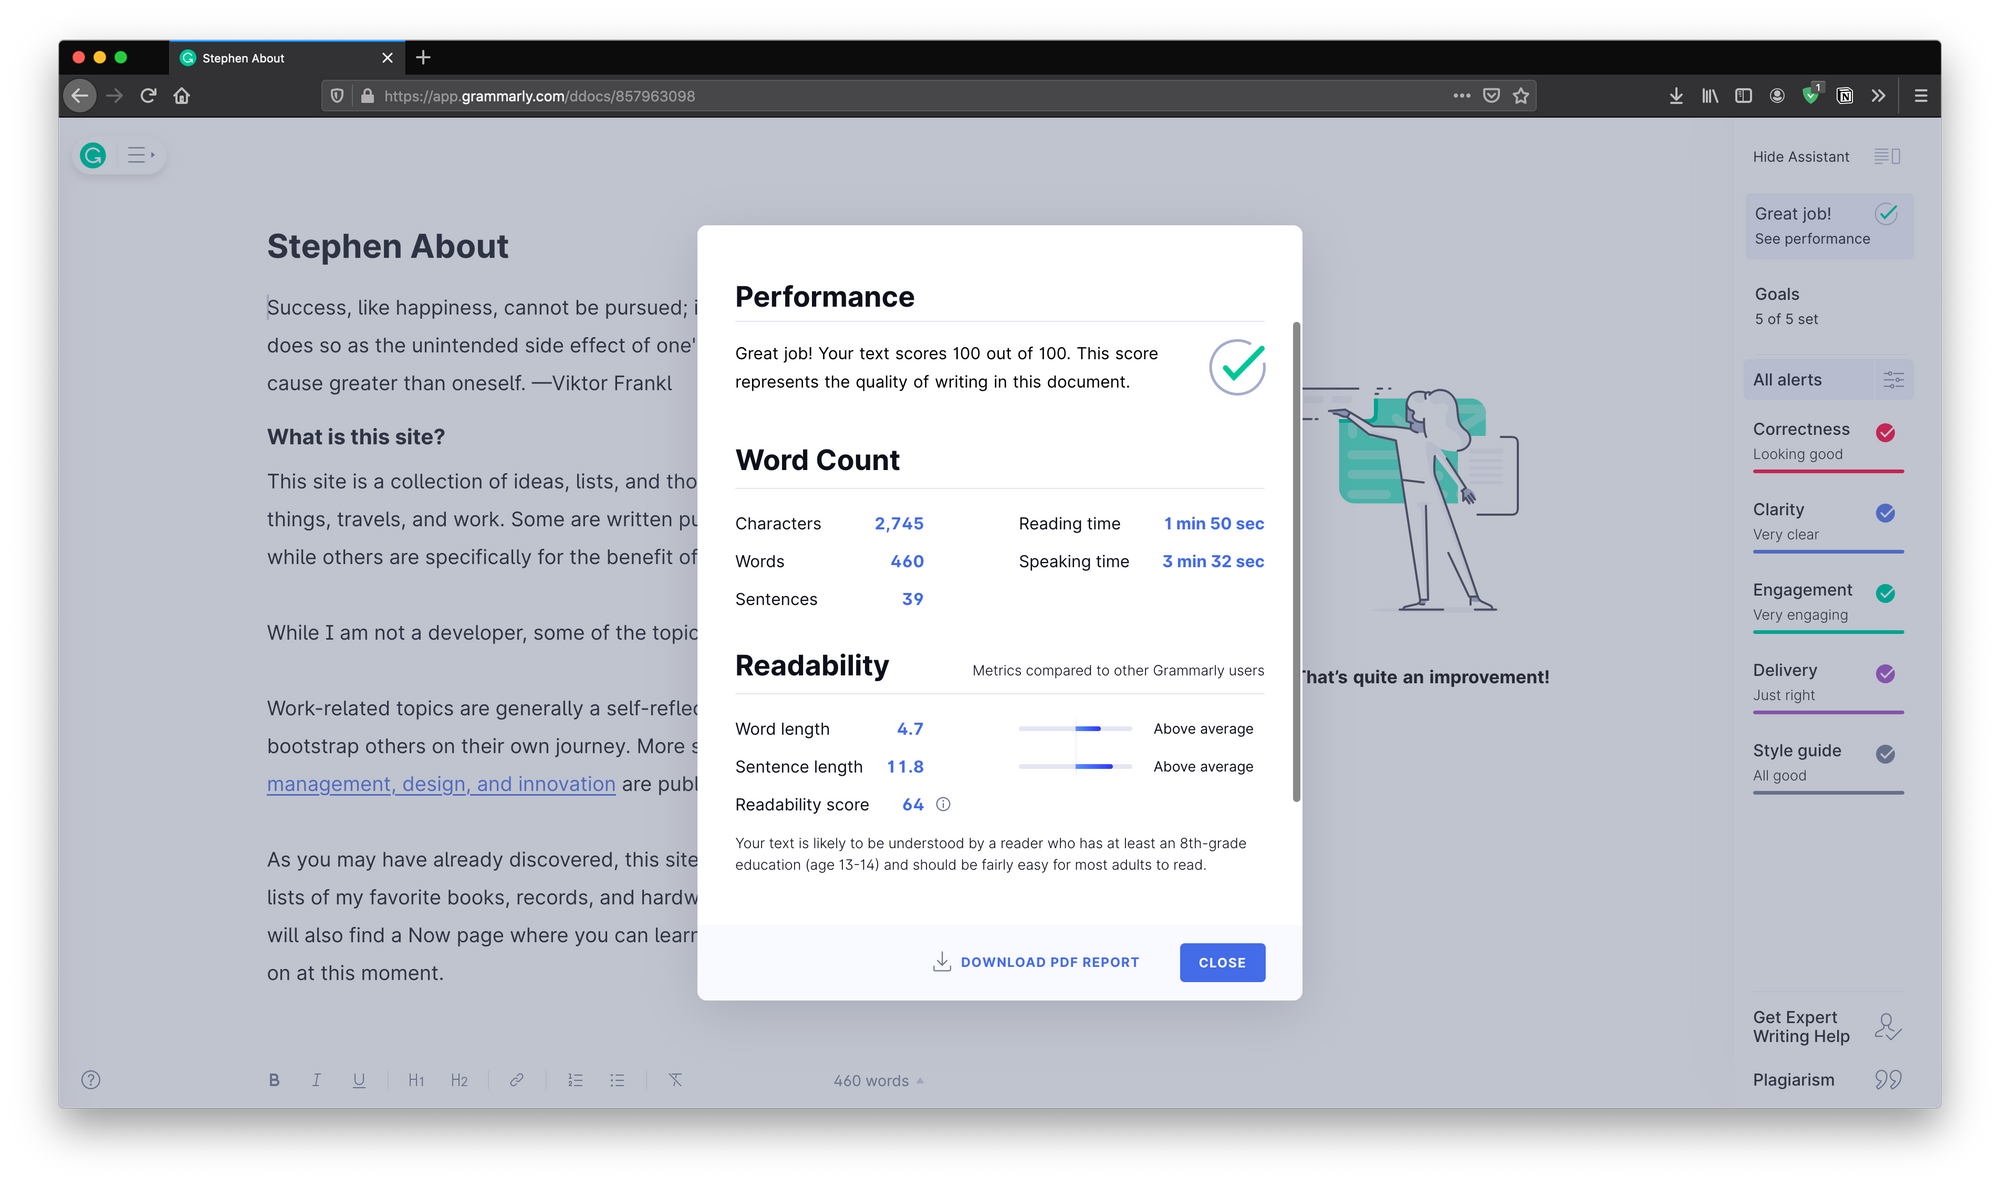 Stephen About
https://app.grammarly.com/ddocs/857963098
1
Stephen About
Success, like happiness, cannot be pursued; i
does so as the unintended side effect of one'
cause greater than oneself. —Viktor Frankl
What is this site?
This site is a collection of ideas, lists, and tho
things, travels, and work. Some are written pu
while others are specifically for the benefit of
While I am not a developer, some of the topic
Work-related topics are generally a self-reflec
bootstrap others on their own journey. More s
management, design, and innovation are publ
As you may have already discovered, this site
lists of my favorite books, records, and hardw
will also find a Now page where you can learn
on at this moment.
B I U H1 H2
460 words
Performance
Great job! Your text scores 100 out of 100. This score
represents the quality of writing in this document.
Word Count
Characters 2,745 Reading time 1 min 50 sec
Words 460 Speaking time 3 min 32 sec
Sentences 39
Readability Metrics compared to other Grammarly users
Word length 4.7 Above average
Sentence length 11.8 Above average
Readability score 64
Your text is likely to be understood by a reader who has at least an 8th-grade
education (age 13-14) and should be fairly easy for most adults to read.
DOWNLOAD PDF REPORT CLOSE
That's quite an improvement!
Hide Assistant
Great job!
See performance
Goals
5 of 5 set
All alerts
Correctness
Looking good
Clarity
Very clear
Engagement
Very engaging
Delivery
Just right
Style guide
All good
Get Expert
Writing Help
Plagiarism